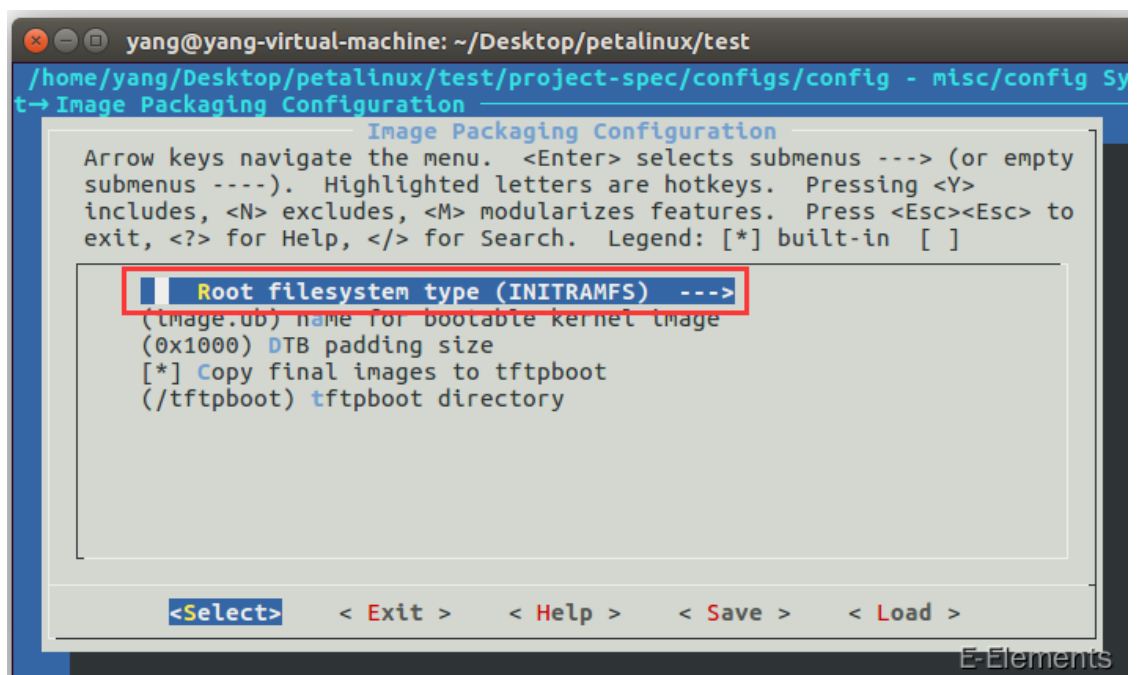 yang@yang-virtual-machine: ~/Desktop/petalinux/test
/home/yang/Desktop/petalinux/test/project-spec/configs/config - misc/config Sy
t→ Image Packaging Configuration
Image Packaging Configuration
Arrow keys navigate the menu.  <Enter> selects submenus ---> (or empty
submenus ----).  Highlighted letters are hotkeys.  Pressing <Y>
includes, <N> excludes, <M> modularizes features.  Press <Esc><Esc> to
exit, <?> for Help, </> for Search.  Legend: [*] built-in  [ ]
Root filesystem type (INITRAMFS)  --->
(image.ub) name for bootable kernel image
(0x1000) DTB padding size
[*] Copy final images to tftpboot
(/tftpboot) tftpboot directory
<Select>    < Exit >    < Help >    < Save >    < Load >
E-Elements